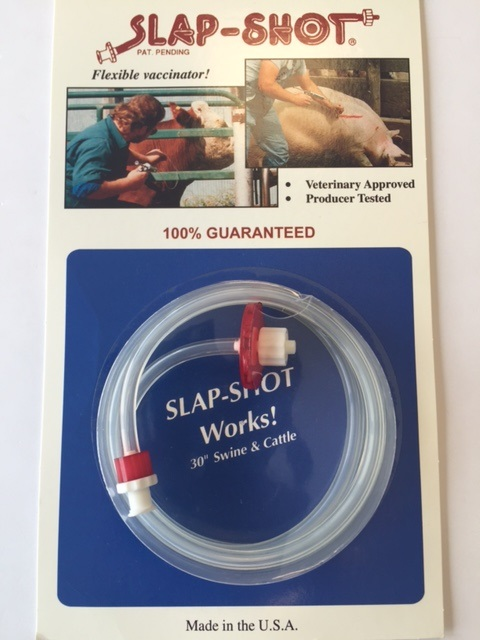 SLAP-SHOT®
PAT. PENDING
Flexible vaccinator!
• Veterinary Approved
• Producer Tested
100% GUARANTEED
SLAP-SHOT
Works!
30" Swine & Cattle
Made in the U.S.A.